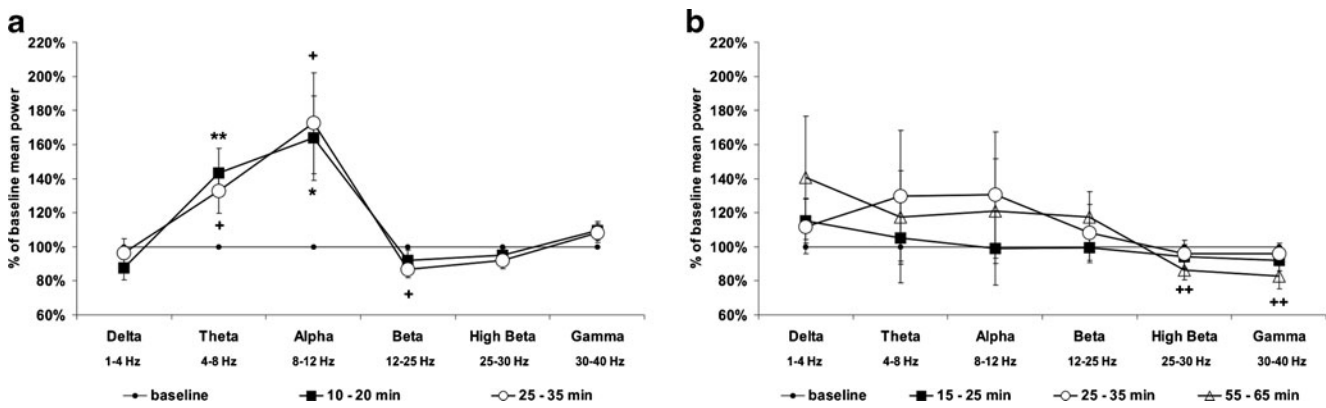 a
% of baseline mean power
220%
200%
180%
160%
140%
120%
100%
80%
60%
**
+
+
*
+
Delta Theta Alpha Beta High Beta Gamma
1-4 Hz 4-8 Hz 8-12 Hz 12-25 Hz 25-30 Hz 30-40 Hz
baseline 10 - 20 min 25 - 35 min
b
% of baseline mean power
220%
200%
180%
160%
140%
120%
100%
80%
60%
++
++
Delta Theta Alpha Beta High Beta Gamma
1-4 Hz 4-8 Hz 8-12 Hz 12-25 Hz 25-30 Hz 30-40 Hz
baseline 15 - 25 min 25 - 35 min 55 - 65 min